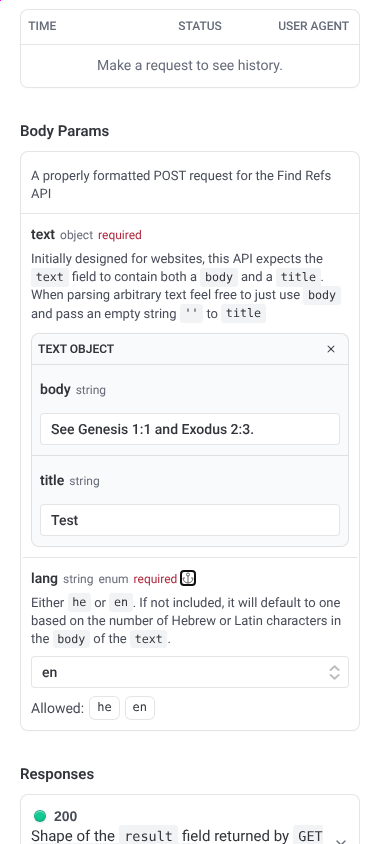 TIME STATUS USER AGENT
Make a request to see history.
Body Params
A properly formatted POST request for the Find Refs
API
text object required
Initially designed for websites, this API expects the
text field to contain both a body and a title.
When parsing arbitrary text feel free to just use body
and pass an empty string '' to title
TEXT OBJECT
body string
See Genesis 1:1 and Exodus 2:3.
title string
Test
lang string enum required
Either he or en. If not included, it will default to one
based on the number of Hebrew or Latin characters in
the body of the text.
en
Allowed: he en
Responses
200
Shape of the result field returned by GET